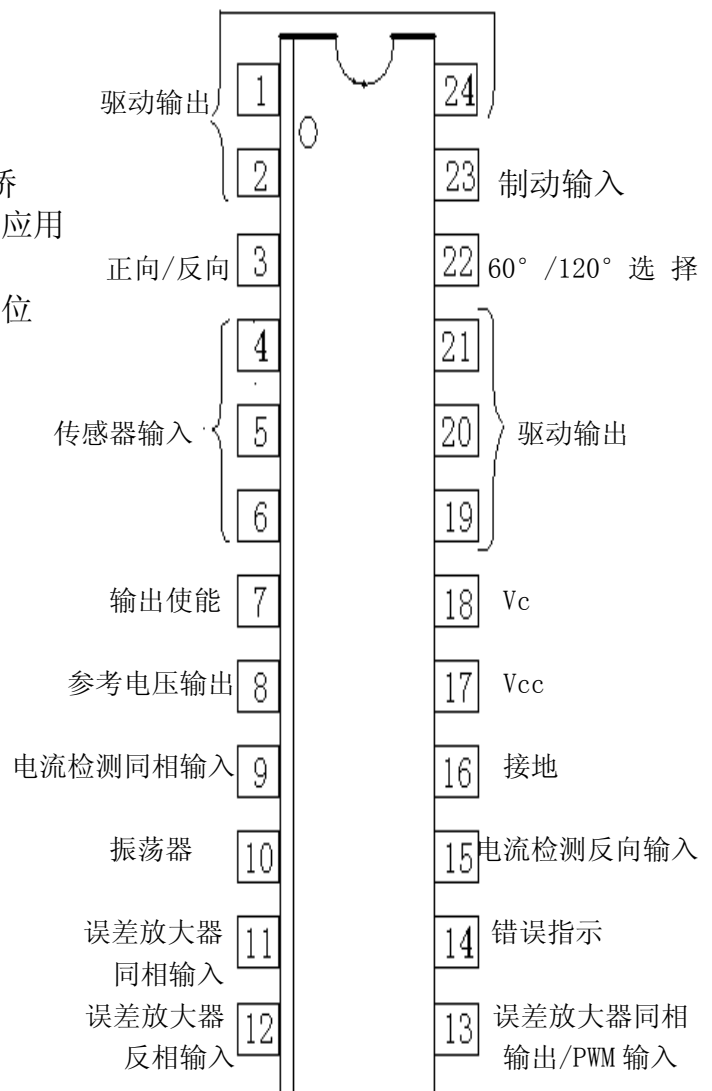 驱动输出
1
24
2
23
制动输入
桥
应用
正向/反向
3
22
60°/120°选 择
位
4
21
传感器输入
5
20
驱动输出
6
19
输出使能
7
18
Vc
参考电压输出
8
17
Vcc
电流检测同相输入
9
16
接地
振荡器
10
15
电流检测反向输入
误差放大器
同相输入
11
14
错误指示
误差放大器
反相输入
12
13
误差放大器同相
输出/PWM 输入